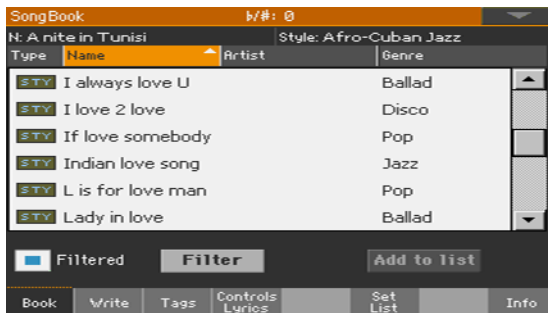 SongBook ♭/#: 0
N: A nite in Tunisi Style: Afro-Cuban Jazz
Type Name Artist Genre
STY I always love U Ballad
STY I love 2 love Disco
STY If love somebody Pop
STY Indian love song Jazz
STY L is for love man Pop
STY Lady in love Ballad
Filtered Filter Add to list
Book Write Tags Controls Lyrics Set List Info